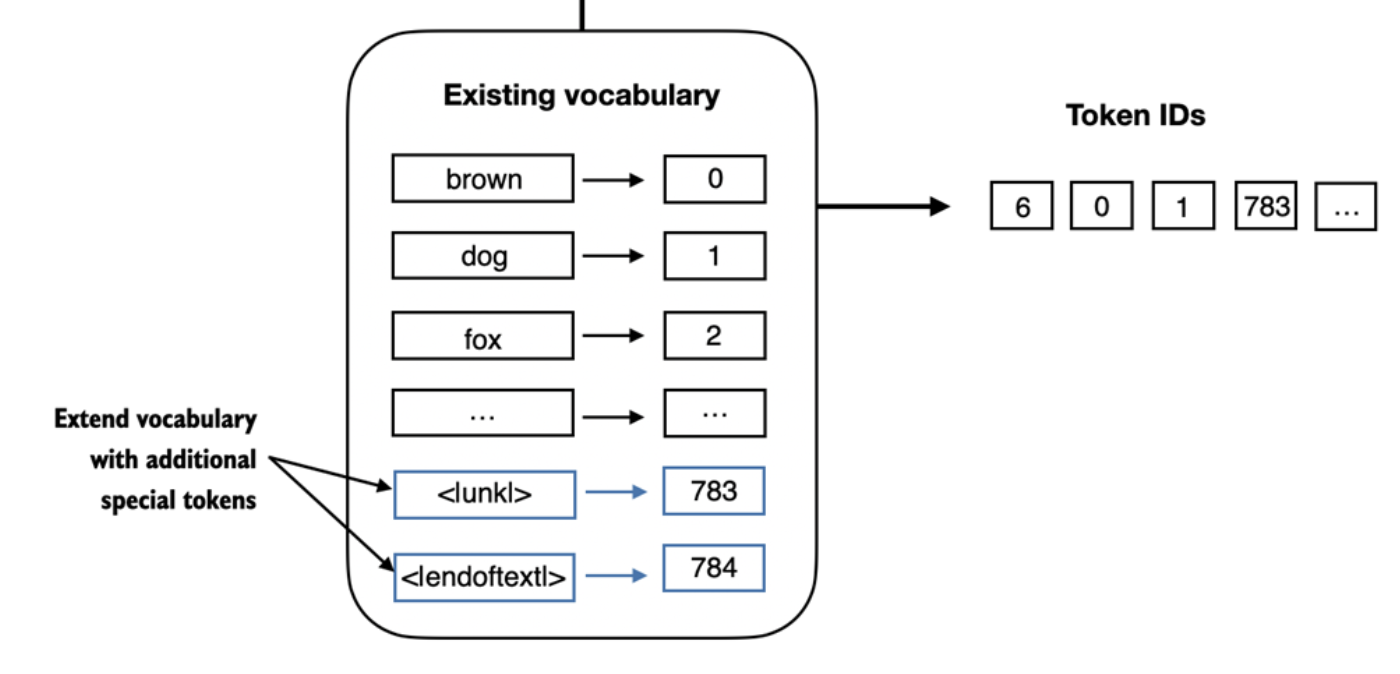 Existing vocabulary
Token IDs
brown 0
6 0 1 783 ...
dog 1
fox 2
... ...
Extend vocabulary
with additional
special tokens
<|unk|> 783
<|endoftext|> 784